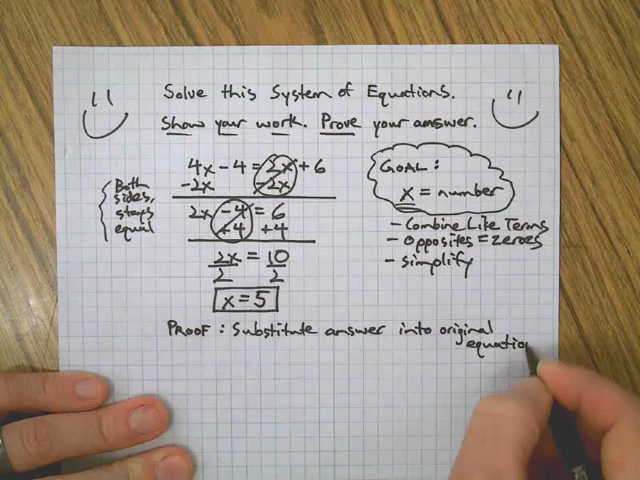 Solve this System of Equations.
Show your work. Prove your answer.
4x - 4 = 2x + 6
-2x -2x
2x - 4 = 6
+4 +4
2x = 10
2 2
x = 5
Both
sides,
stays
equal
GOAL:
x = number
- Combine Like Terms
- opposites = zeroes
- simplify
PROOF: Substitute answer into original
equation